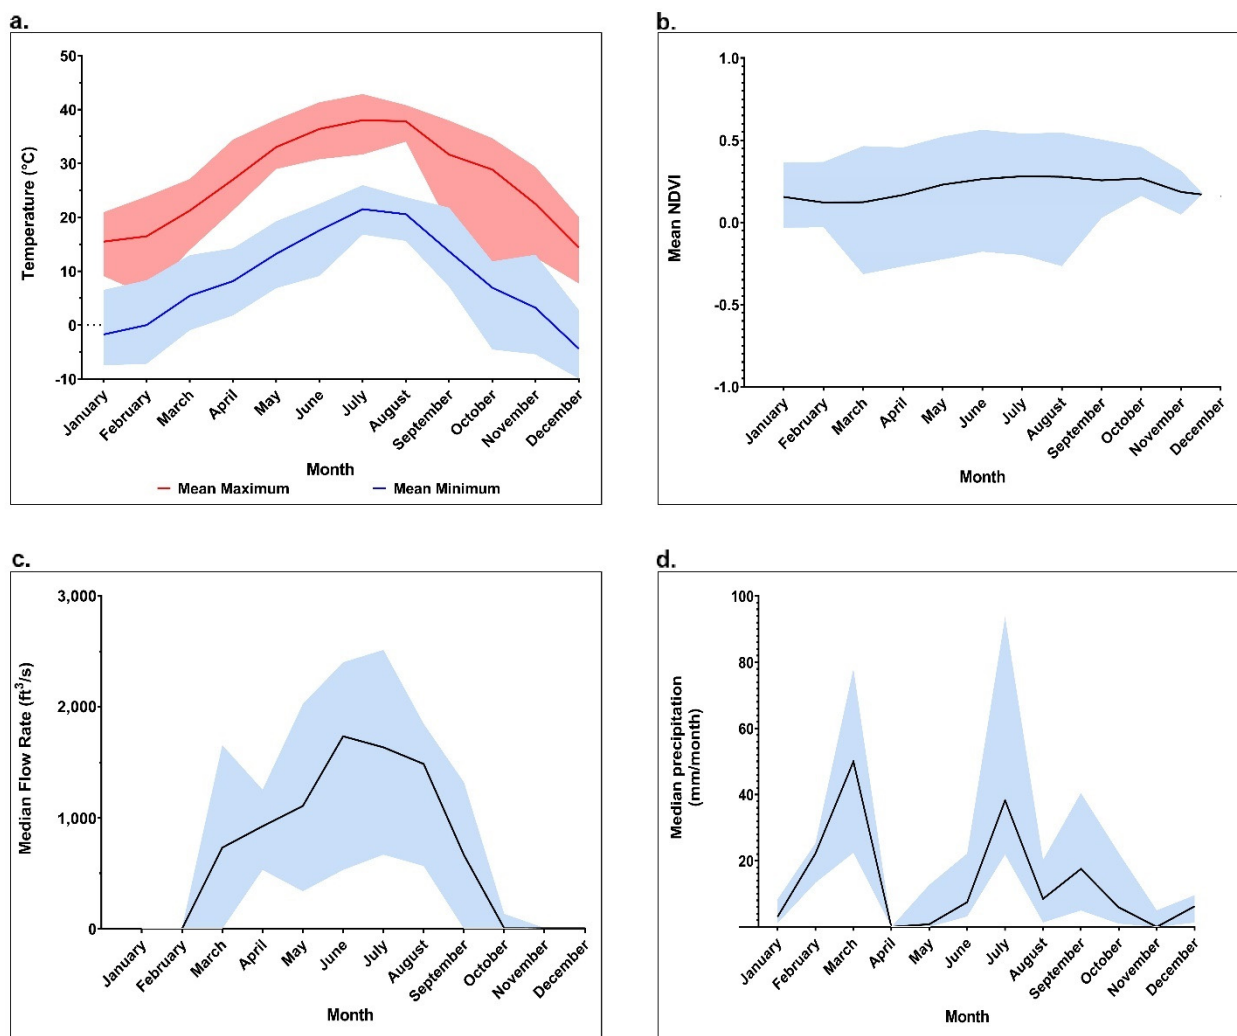 a.
50
40
30
20
10
0
-10
Temperature (°C)
January
February
March
April
May
June
July
August
September
October
November
December
Month
Mean Maximum
Mean Minimum
b.
1.0
0.5
0.0
-0.5
-1.0
Mean NDVI
January
February
March
April
May
June
July
August
September
October
November
December
Month
c.
3,000
2,000
1,000
0
Median Flow Rate (ft³/s)
January
February
March
April
May
June
July
August
September
October
November
December
Month
d.
100
80
60
40
20
Median precipitation
(mm/month)
January
February
March
April
May
June
July
August
September
October
November
December
Month